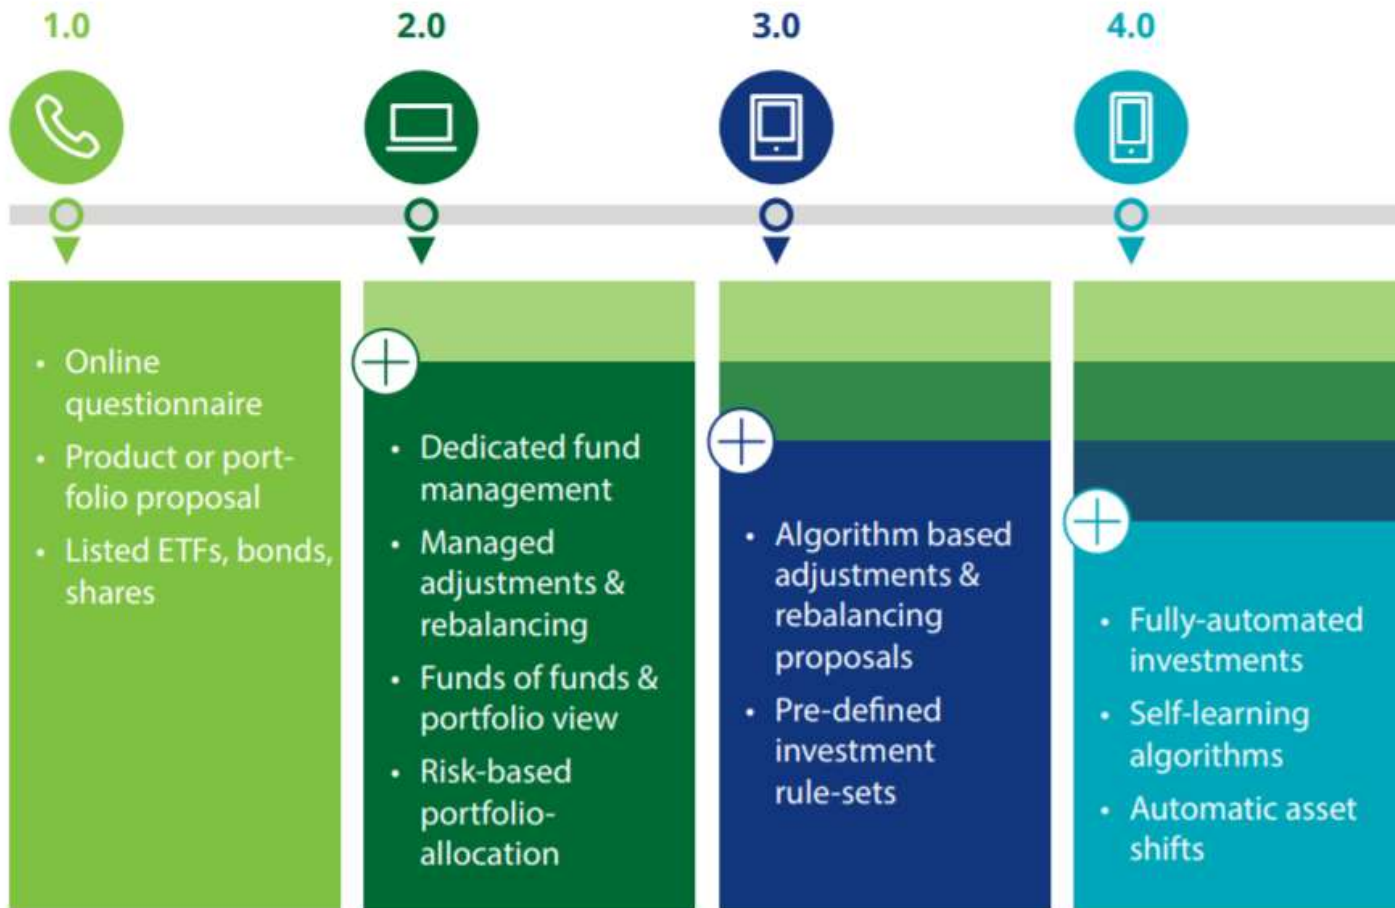 1.0
2.0
3.0
4.0
• Online
questionnaire
• Product or port-
folio proposal
• Listed ETFs, bonds,
shares
• Dedicated fund
management
• Managed
adjustments &
rebalancing
• Funds of funds &
portfolio view
• Risk-based
portfolio-
allocation
• Algorithm based
adjustments &
rebalancing
proposals
• Pre-defined
investment
rule-sets
• Fully-automated
investments
• Self-learning
algorithms
• Automatic asset
shifts